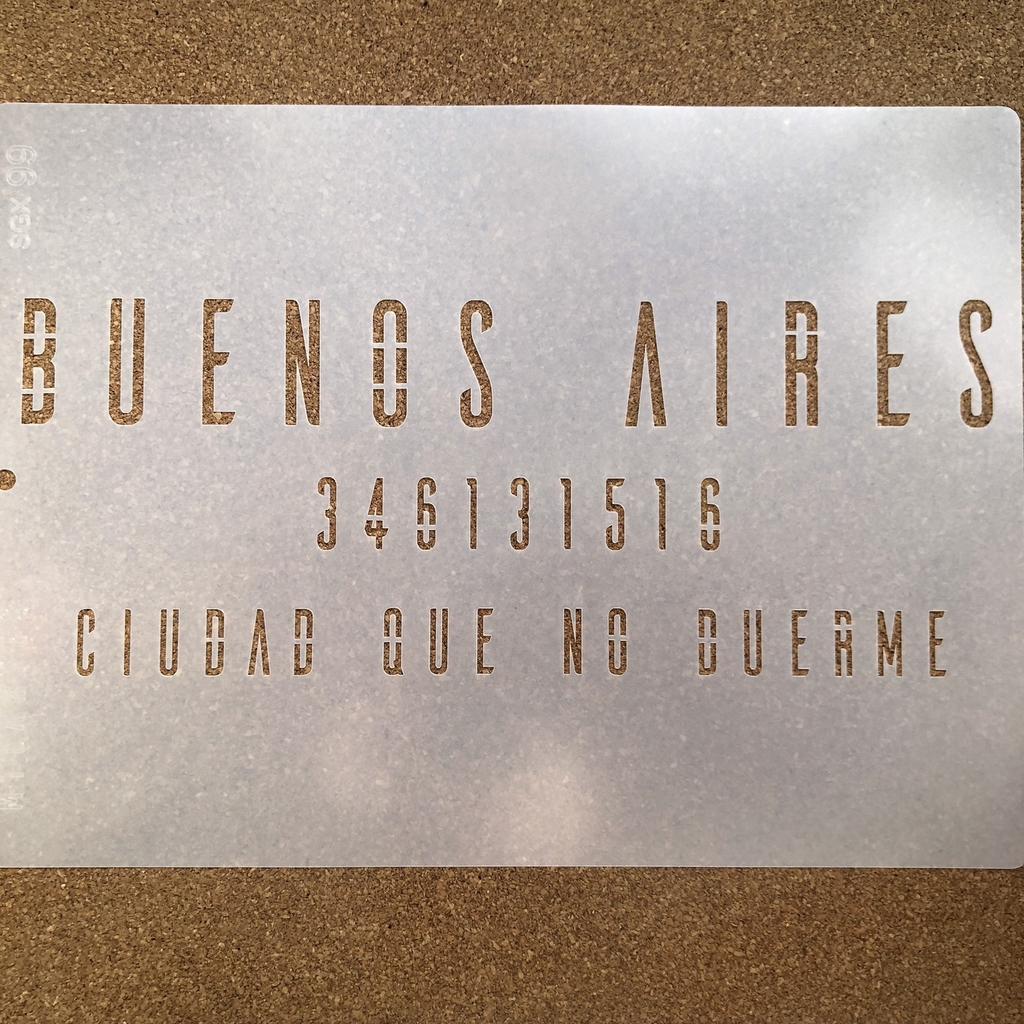 SGX 99
BUENOS AIRES
346131516
CIUDAD QUE NO DUERME